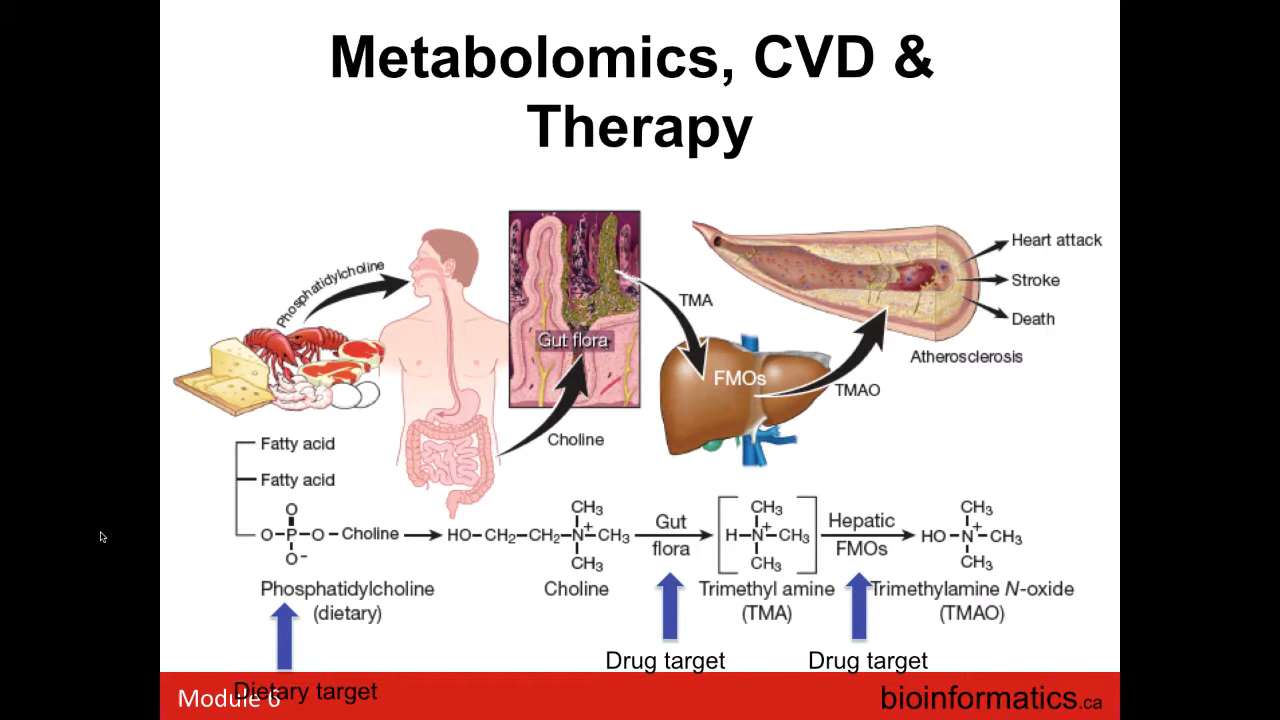 Metabolomics, CVD &
Therapy
Phosphatidylcholine
Gut flora
Choline
TMA
FMOs
TMAO
Heart attack
Stroke
Death
Atherosclerosis
Fatty acid
Fatty acid
O
O–P–O–Choline
O−
Phosphatidylcholine
(dietary)
CH3
HO–CH2–CH2–N+–CH3
CH3
Choline
Gut
flora
CH3
H–N+–CH3
CH3
Trimethyl amine
(TMA)
Hepatic
FMOs
CH3
HO–N+–CH3
CH3
Trimethylamine N-oxide
(TMAO)
Drug target
Drug target
Dietary target
Module 6
bioinformatics.ca